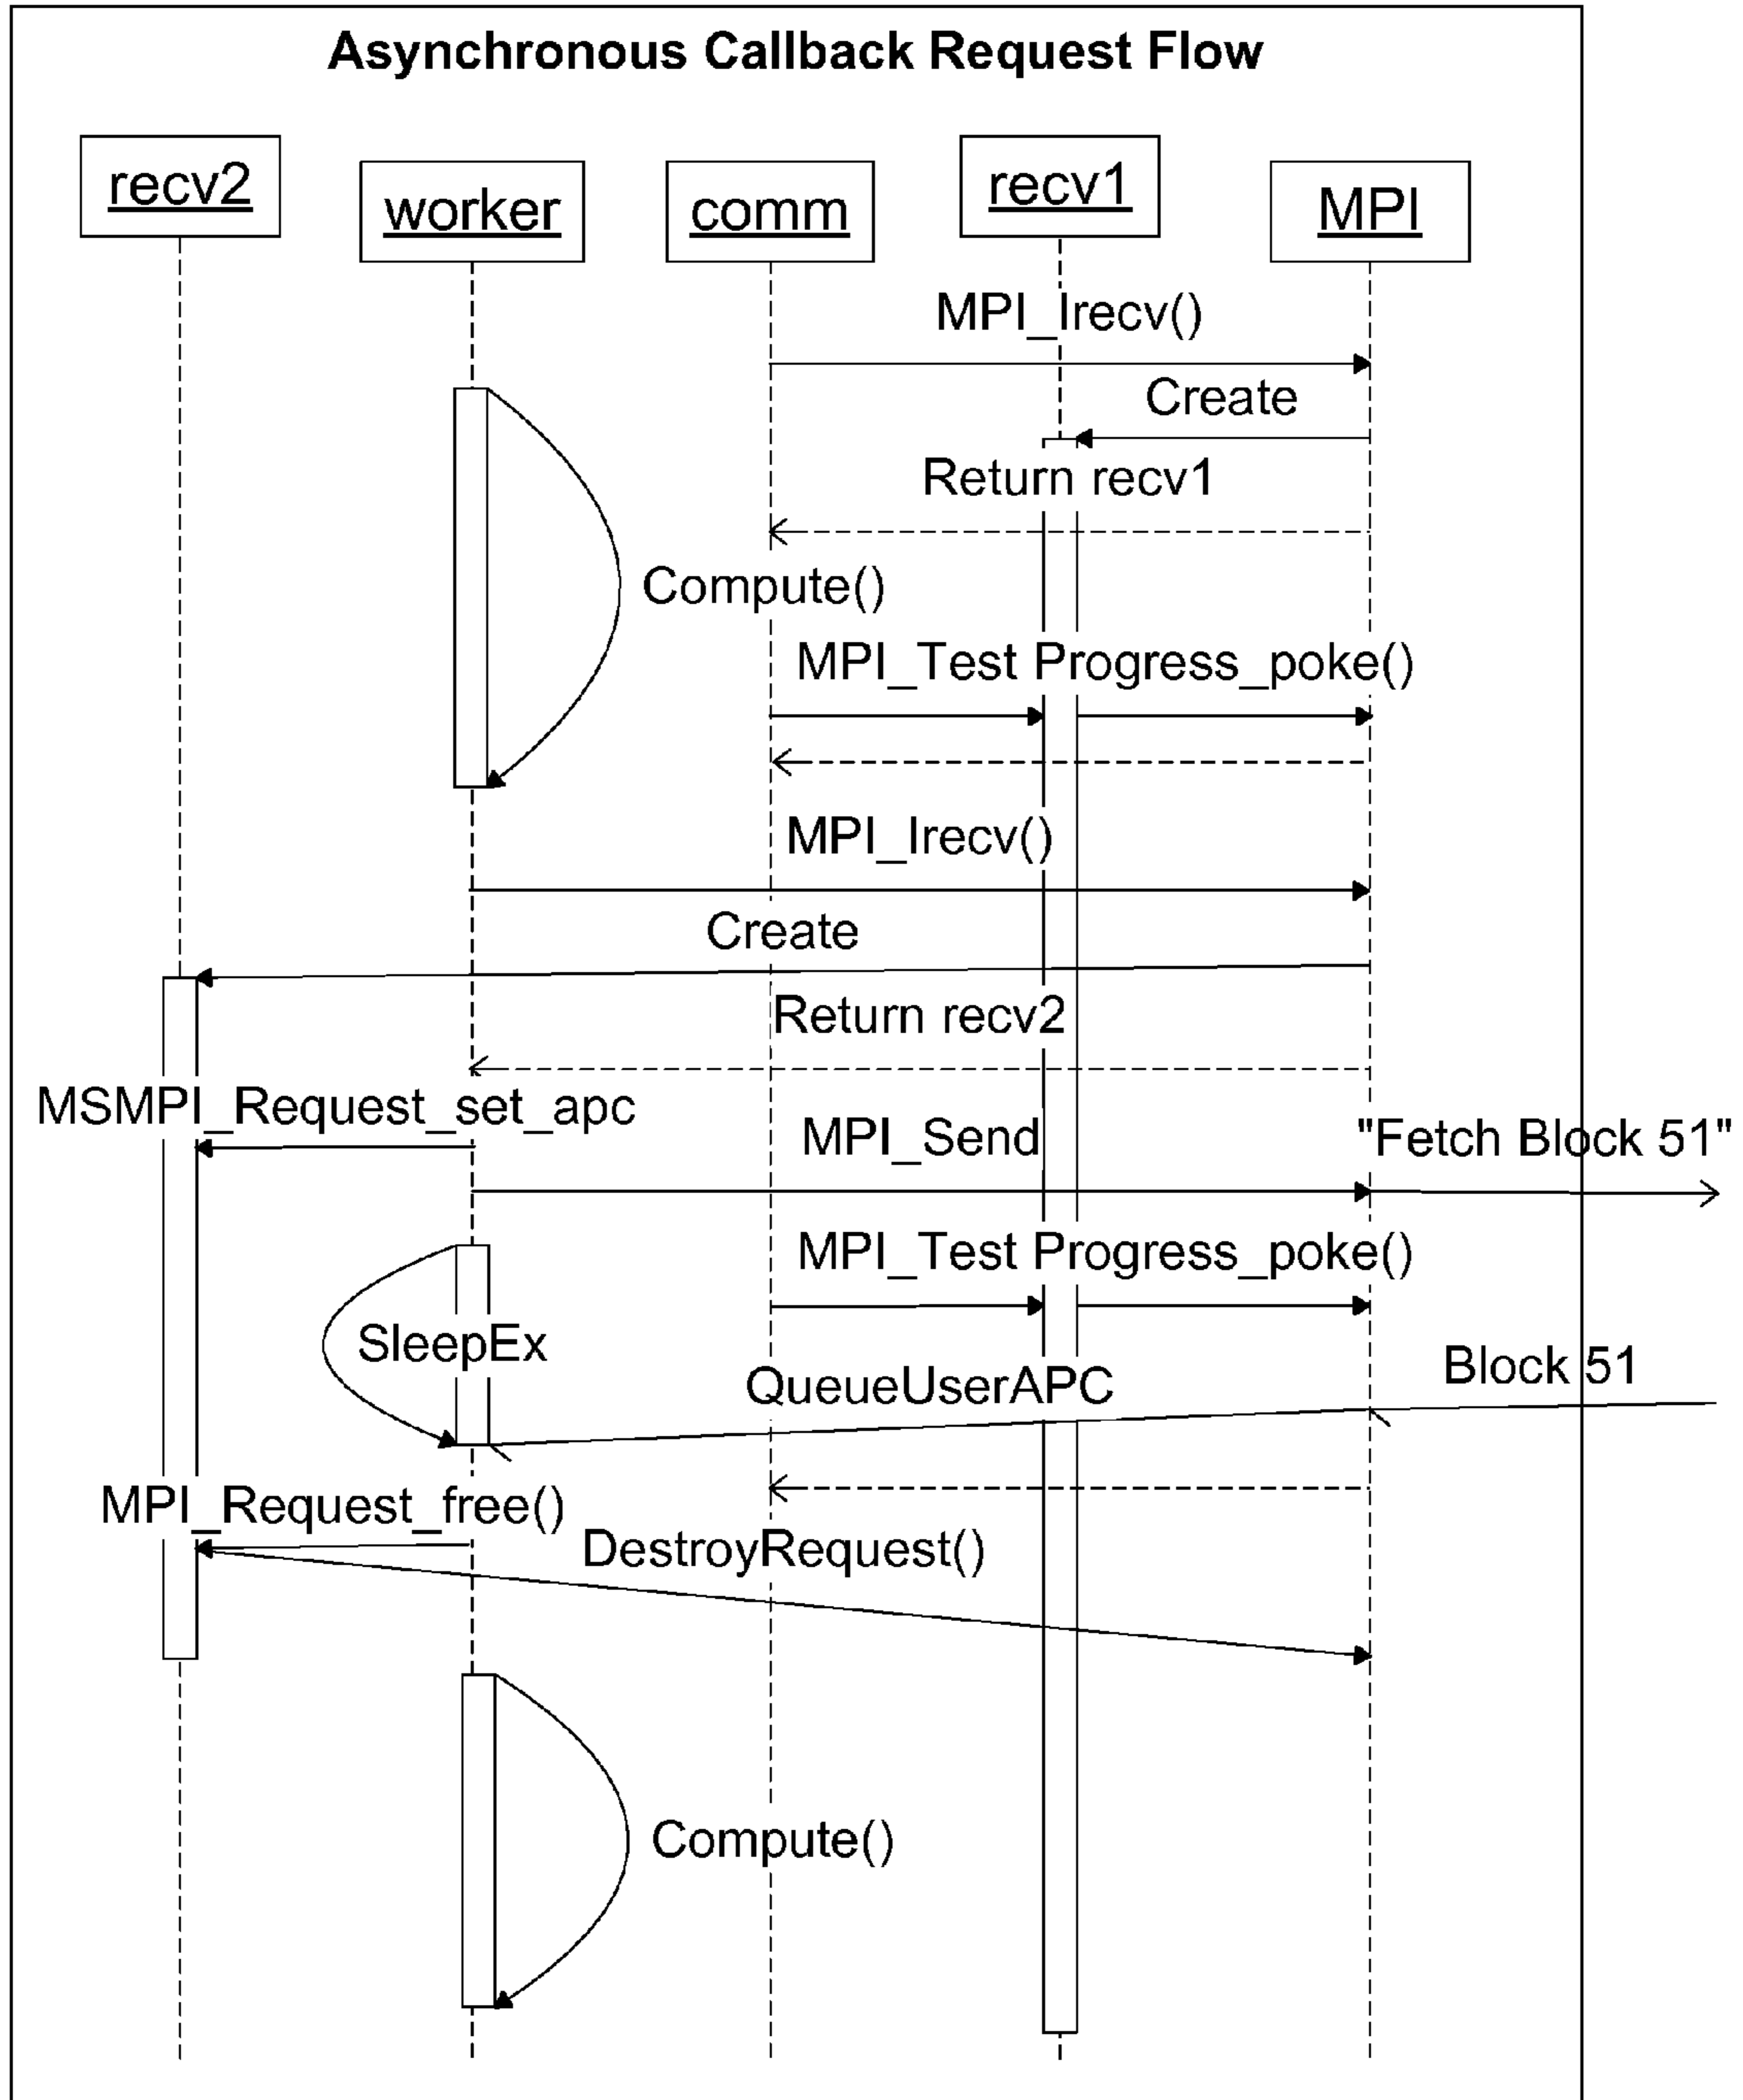 Asynchronous Callback Request Flow
recv2
worker
comm
recv1
MPI
MPI_Irecv()
Create
Return recv1
Compute()
MPI_Test Progress_poke()
MPI_Irecv()
Create
Return recv2
MSMPI_Request_set_apc
MPI_Send
"Fetch Block 51"
MPI_Test Progress_poke()
SleepEx
Block 51
QueueUserAPC
MPI_Request_free()
DestroyRequest()
Compute()